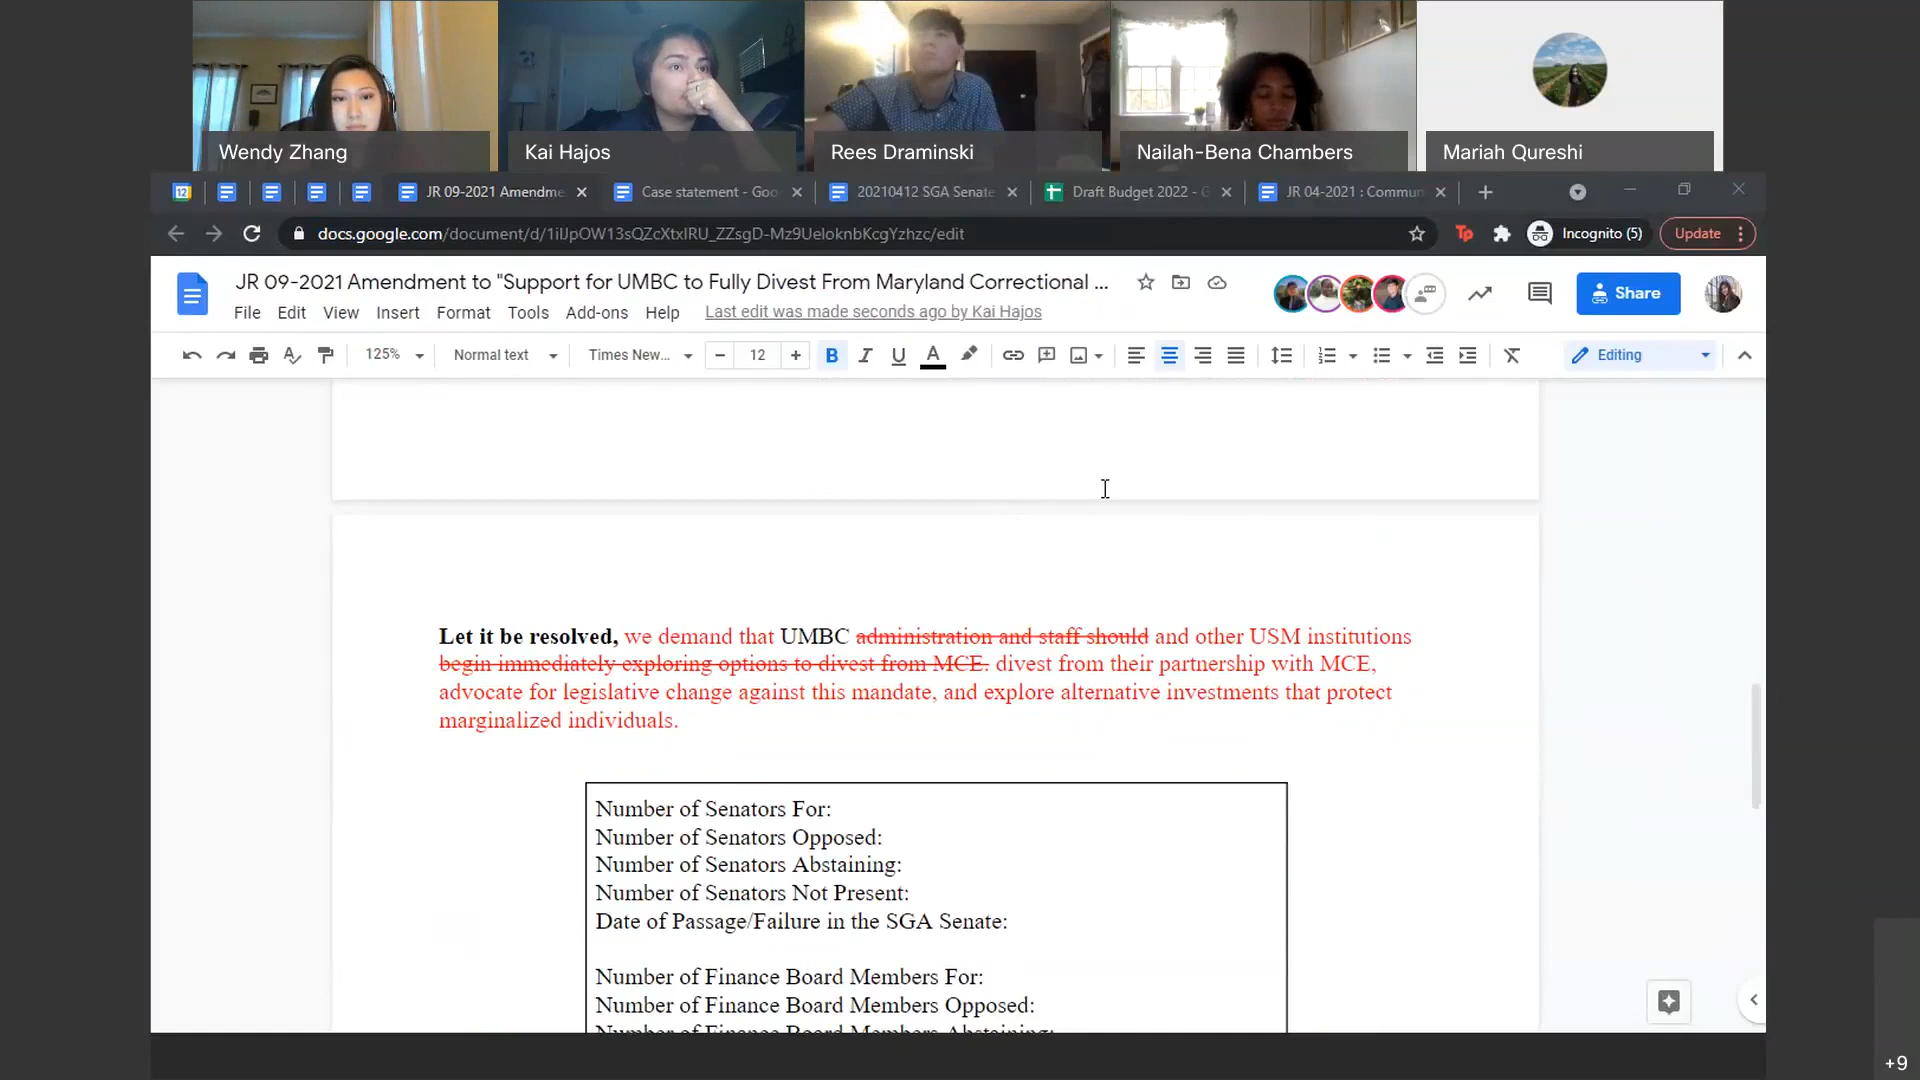 Wendy Zhang
Kai Hajos
Rees Draminski
Nailah-Bena Chambers
Mariah Qureshi
12
JR 09-2021 Amendme
Case statement - Goo
20210412 SGA Senate
Draft Budget 2022 - G
JR 04-2021 : Commun
Incognito (5)
Update
JR 09-2021 Amendment to "Support for UMBC to Fully Divest From Maryland Correctional ...
Share
File Edit View Insert Format Tools Add-ons Help Last edit was made seconds ago by Kai Hajos
125% Normal text Times New... − 12 + B I U A Editing
Let it be resolved, we demand that UMBC administration and staff should and other USM institutions
begin immediately exploring options to divest from MCE. divest from their partnership with MCE,
advocate for legislative change against this mandate, and explore alternative investments that protect
marginalized individuals.
Number of Senators For:
Number of Senators Opposed:
Number of Senators Abstaining:
Number of Senators Not Present:
Date of Passage/Failure in the SGA Senate:
Number of Finance Board Members For:
Number of Finance Board Members Opposed:
Number of Finance Board Members Abstaining:
+9